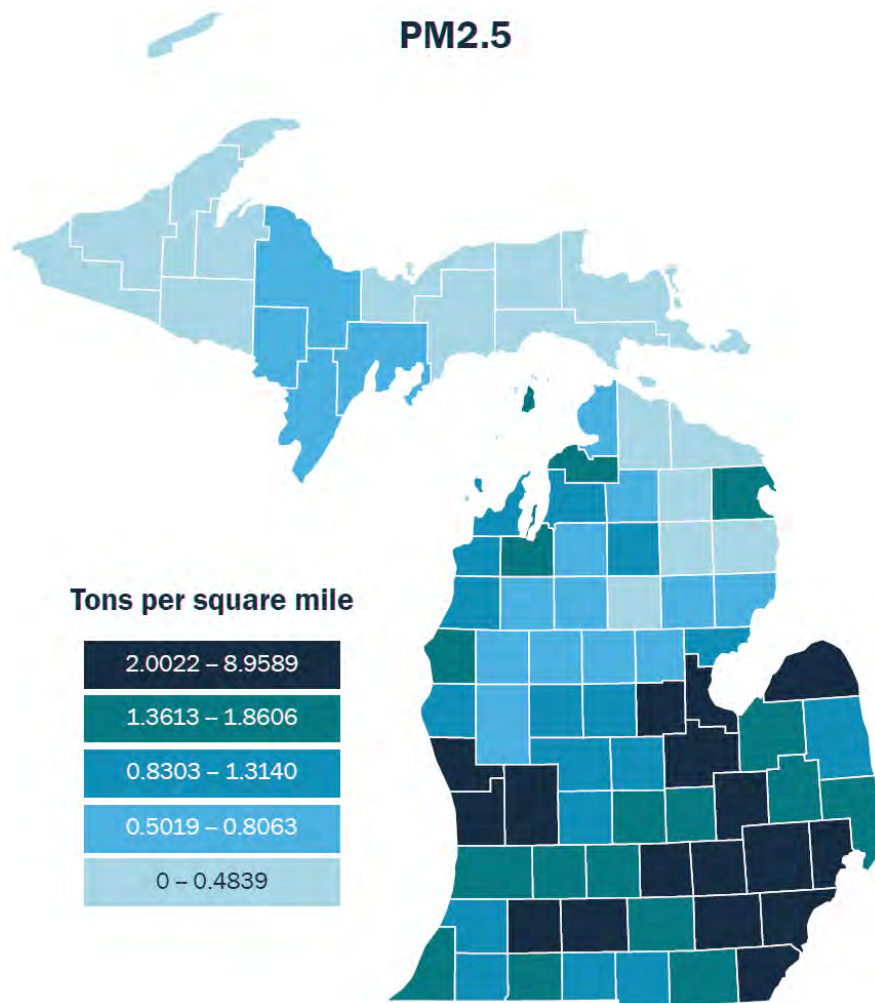 PM2.5
Tons per square mile
2.0022 – 8.9589
1.3613 – 1.8606
0.8303 – 1.3140
0.5019 – 0.8063
0 – 0.4839